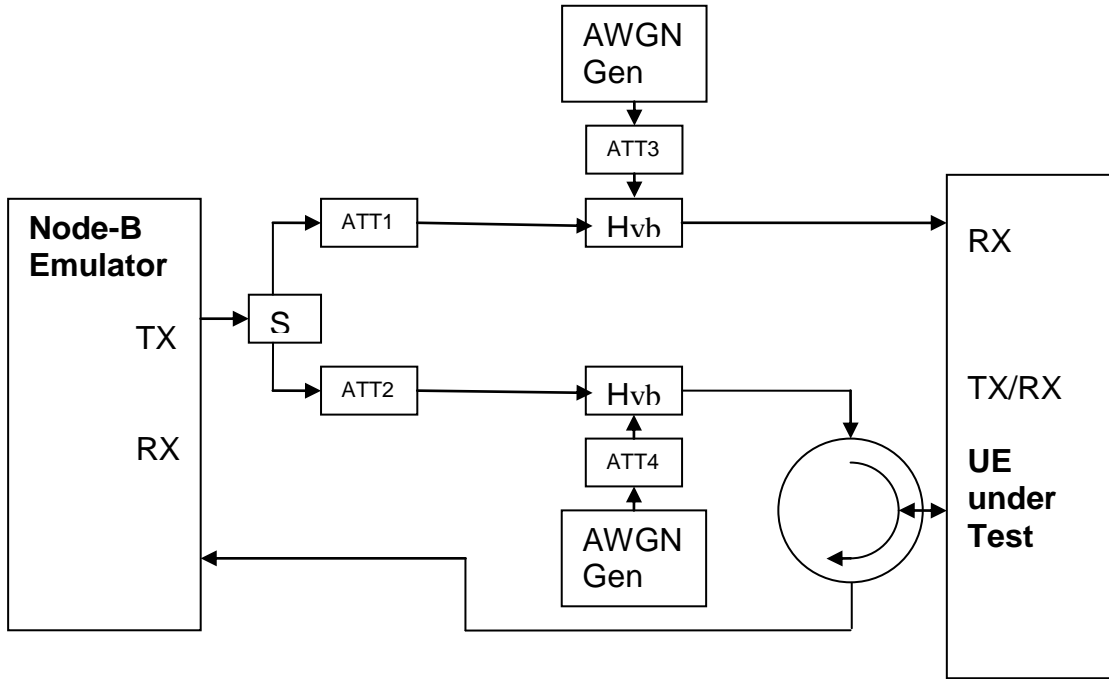 AWGN
Gen
ATT3
Node-B
Emulator
ATT1
Hyb
RX
S
TX
ATT2
Hyb
TX/RX
RX
ATT4
UE
under
Test
AWGN
Gen